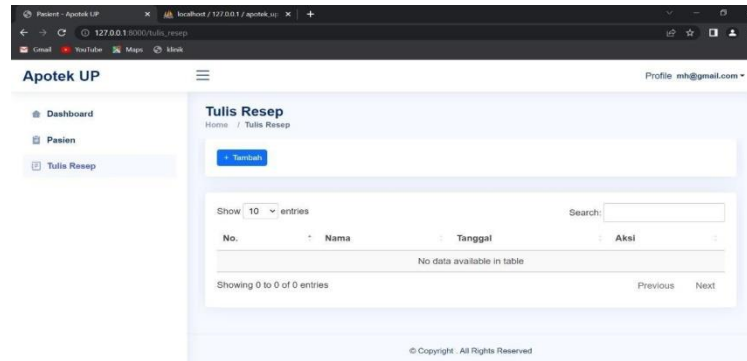 Pasient - Apotek UP
localhost / 127.0.0.1 / apotek_up
127.0.0.1:8000/tulis_resep
Gmail YouTube Maps klinik
Apotek UP
Profile mh@gmail.com
Dashboard
Pasien
Tulis Resep
Tulis Resep
Home / Tulis Resep
+ Tambah
Show 10 entries Search:
No. Nama Tanggal Aksi
No data available in table
Showing 0 to 0 of 0 entries Previous Next
© Copyright . All Rights Reserved